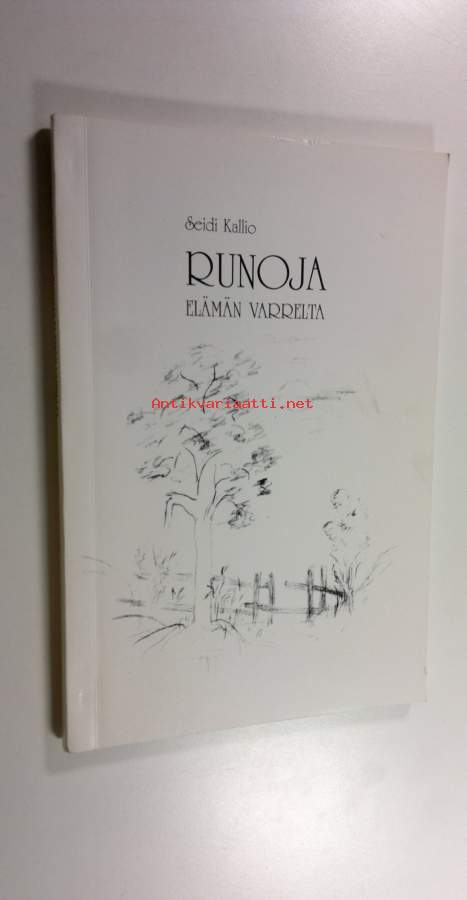 Seidi Kallio
RUNOJA
ELÄMÄN VARRELTA
Antikvariaatti.net